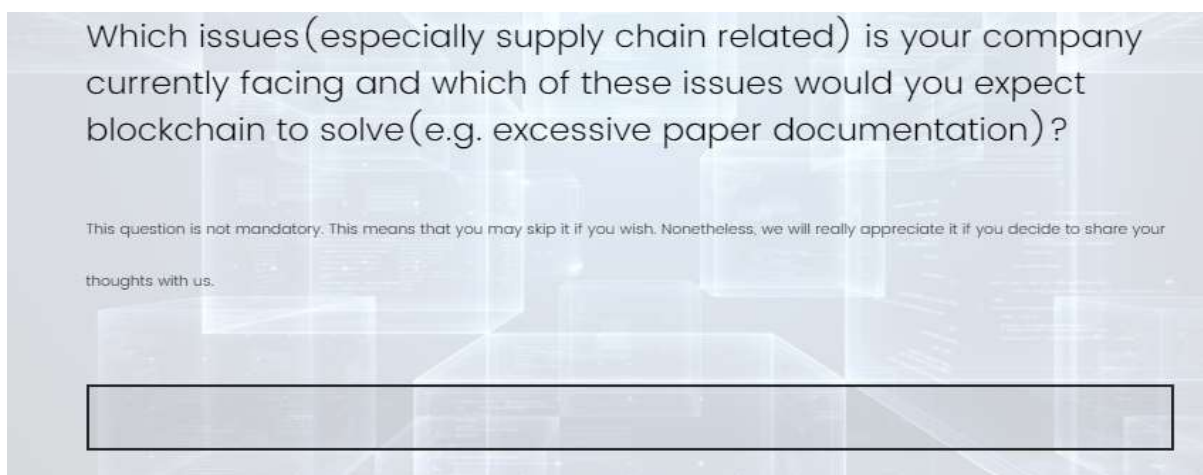 Which issues(especially supply chain related) is your company
currently facing and which of these issues would you expect
blockchain to solve(e.g. excessive paper documentation)?
This question is not mandatory. This means that you may skip it if you wish. Nonetheless, we will really appreciate it if you decide to share your
thoughts with us.